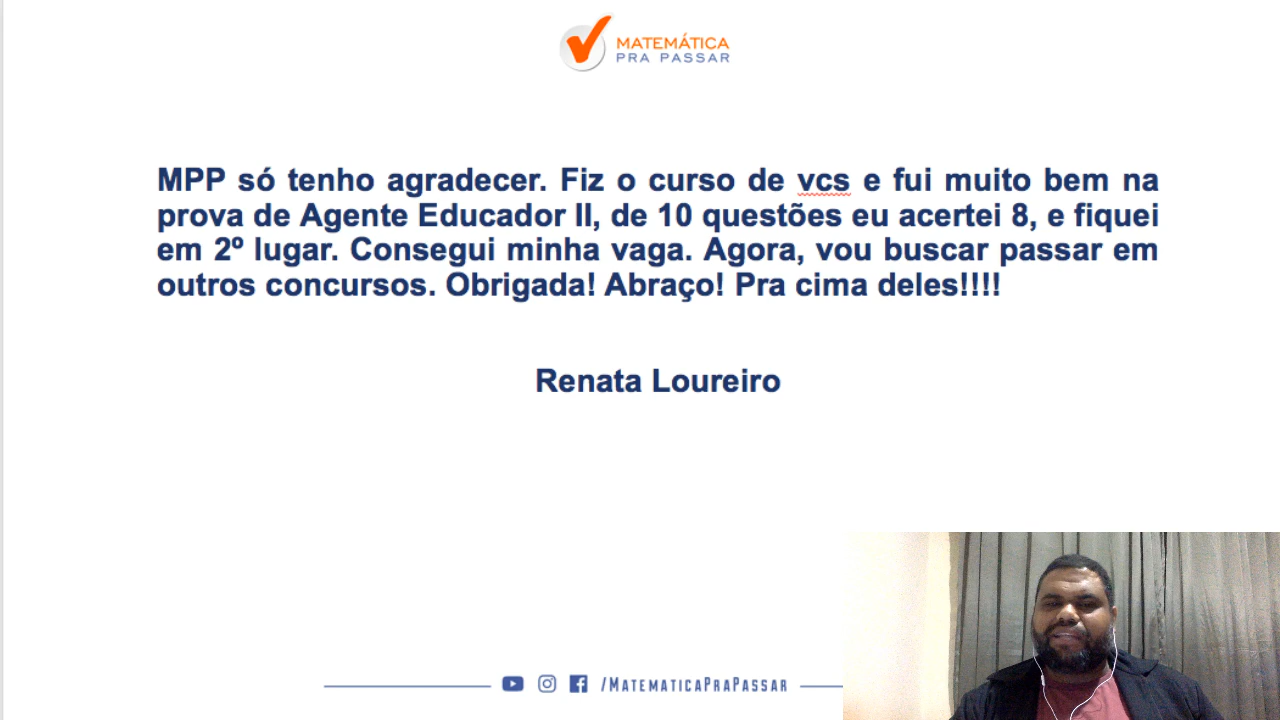 MATEMÁTICA
PRA PASSAR
MPP só tenho agradecer. Fiz o curso de vcs e fui muito bem na
prova de Agente Educador II, de 10 questões eu acertei 8, e fiquei
em 2º lugar. Consegui minha vaga. Agora, vou buscar passar em
outros concursos. Obrigada! Abraço! Pra cima deles!!!!
Renata Loureiro
/MATEMATICAPRAPASSAR